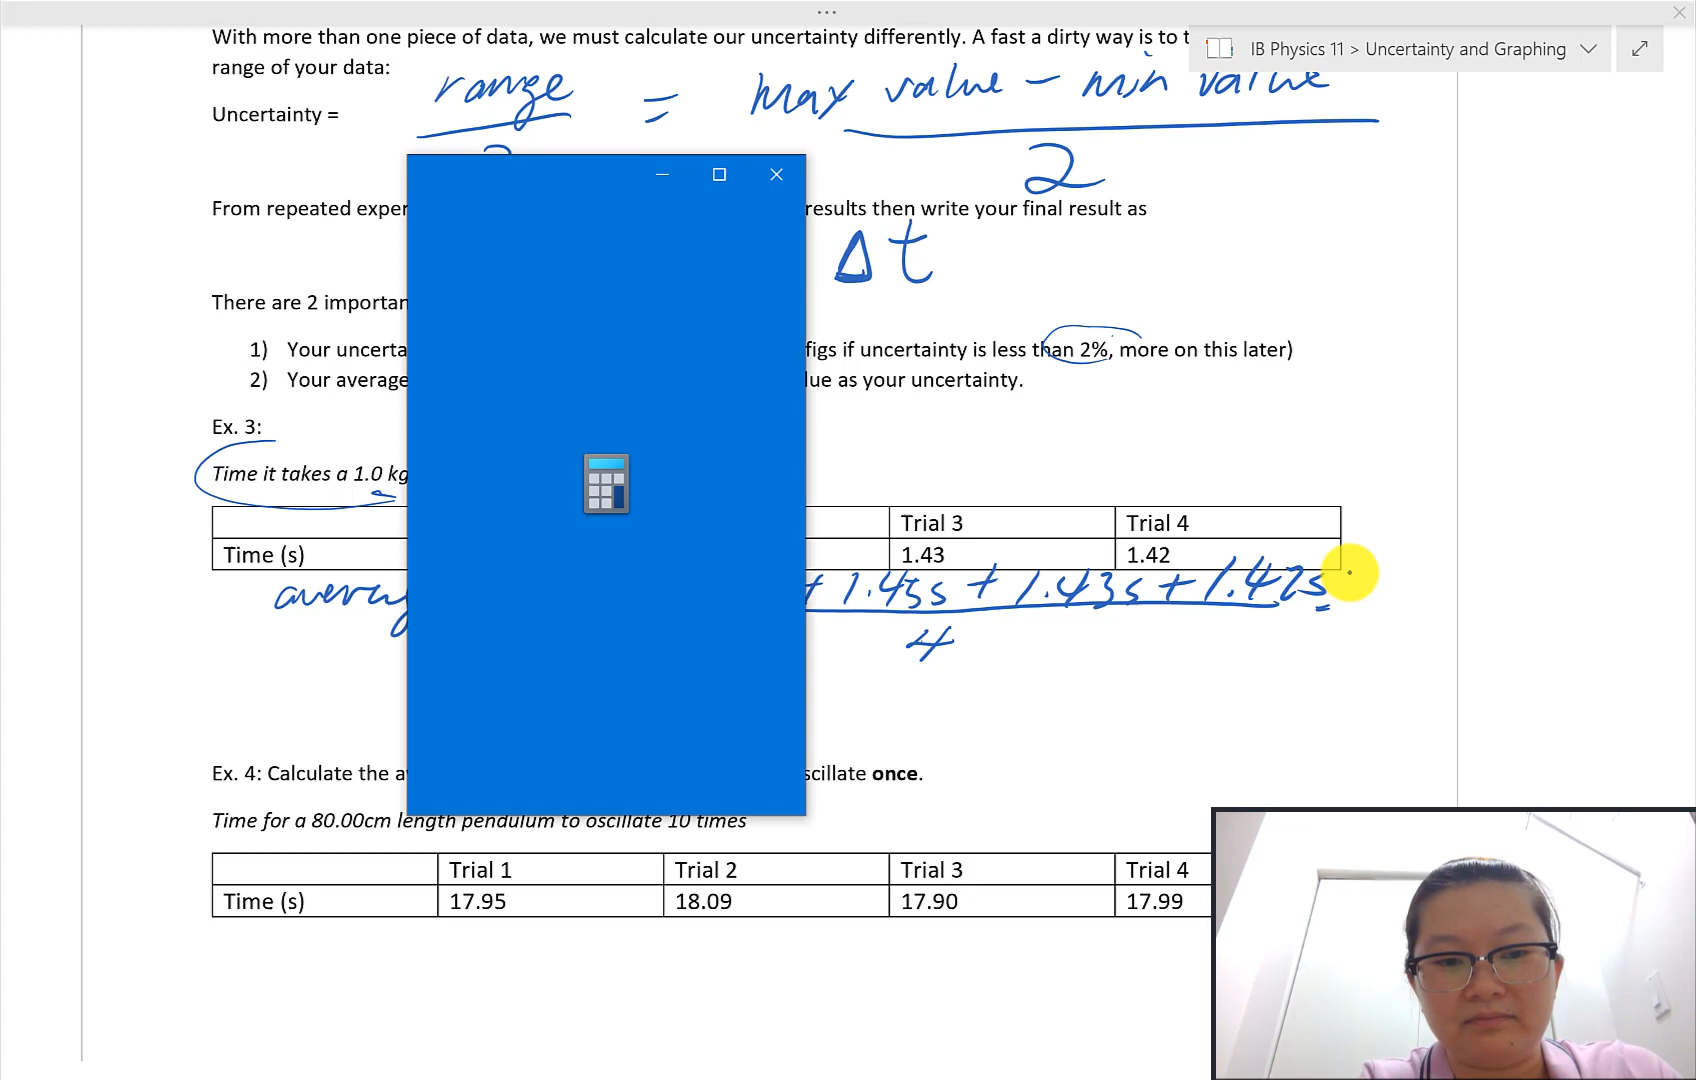 With more than one piece of data, we must calculate our uncertainty differently. A fast a dirty way is to t
IB Physics 11 > Uncertainty and Graphing
range of your data:
Uncertainty = range = max value - min value
2
From repeated exper results then write your final result as
Δt
There are 2 importan
1) Your uncerta figs if uncertainty is less than 2%, more on this later)
2) Your average lue as your uncertainty.
Ex. 3:
Time it takes a 1.0 kg
Trial 3 Trial 4
Time (s) 1.43 1.42
averag + 1.45s + 1.43s + 1.42s
4
Ex. 4: Calculate the a scillate once.
Time for a 80.00cm length pendulum to oscillate 10 times
Trial 1 Trial 2 Trial 3 Trial 4
Time (s) 17.95 18.09 17.90 17.99